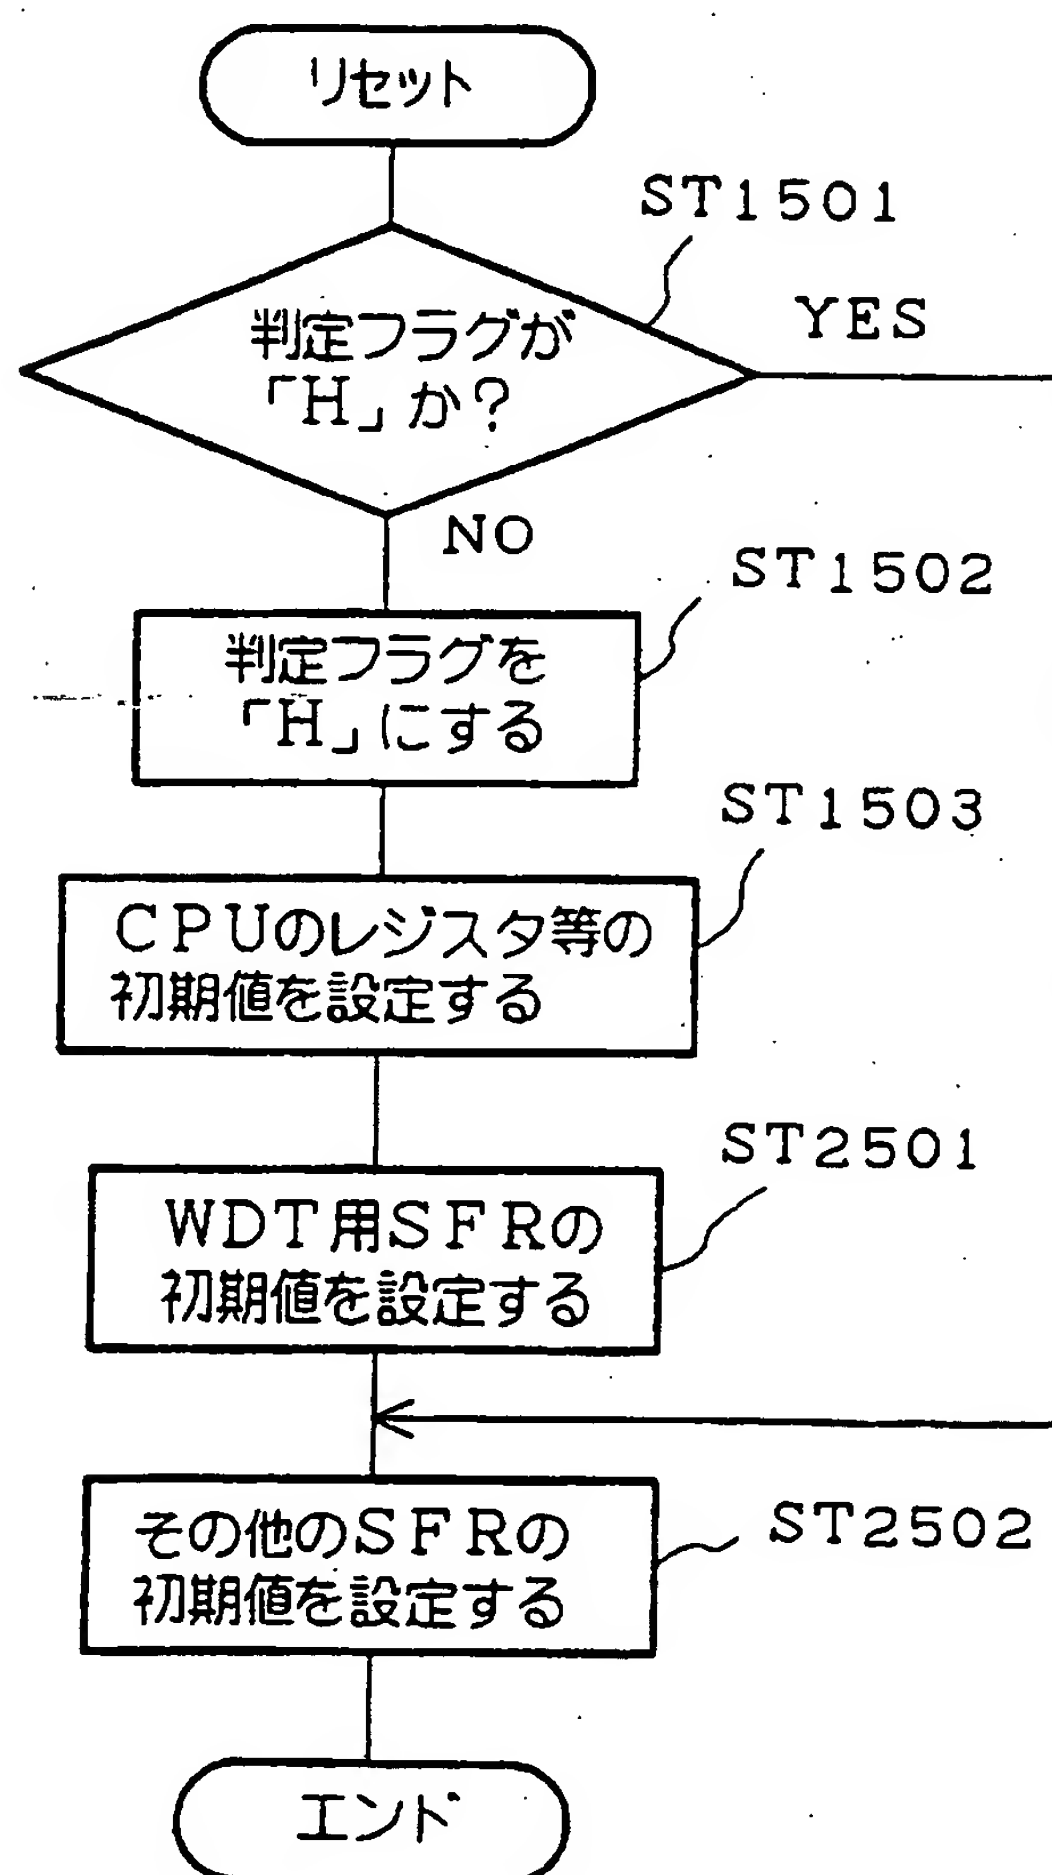 リセット
ST1501
判定フラグが
「H」か?
YES
NO
ST1502
判定フラグを
「H」にする
ST1503
CPUのレジスタ等の
初期値を設定する
ST2501
WDT用SFRの
初期値を設定する
ST2502
その他のSFRの
初期値を設定する
エンド